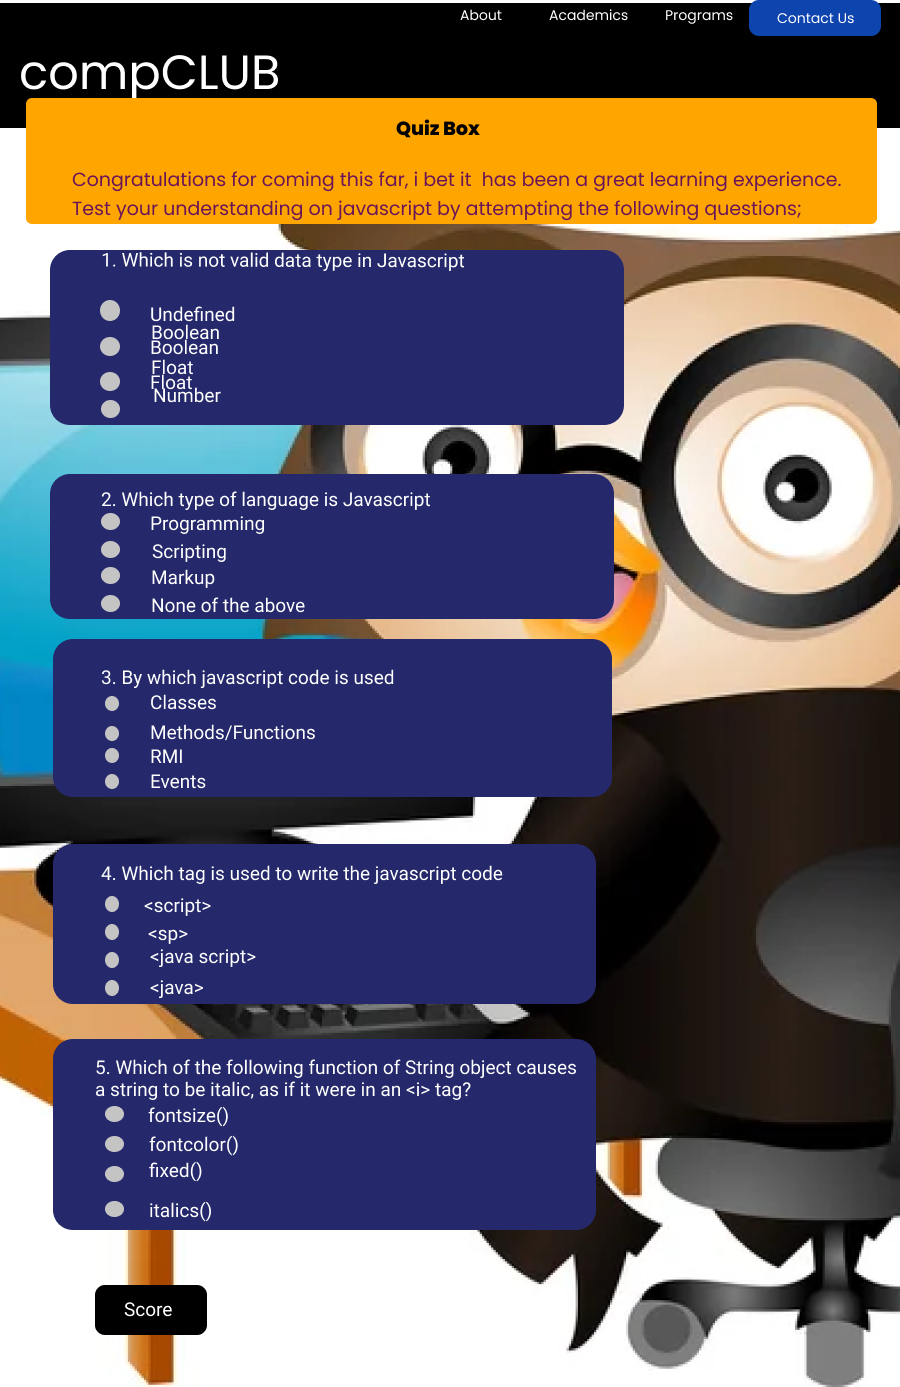 About Academics Programs Contact Us
compCLUB
Quiz Box
Congratulations for coming this far, i bet it has been a great learning experience.
Test your understanding on javascript by attempting the following questions;
1. Which is not valid data type in Javascript
Undefined
Boolean
Boolean
Float
Float
Number
2. Which type of language is Javascript
Programming
Scripting
Markup
None of the above
3. By which javascript code is used
Classes
Methods/Functions
RMI
Events
4. Which tag is used to write the javascript code
<script>
<sp>
<java script>
<java>
5. Which of the following function of String object causes
a string to be italic, as if it were in an <i> tag?
fontsize()
fontcolor()
fixed()
italics()
Score